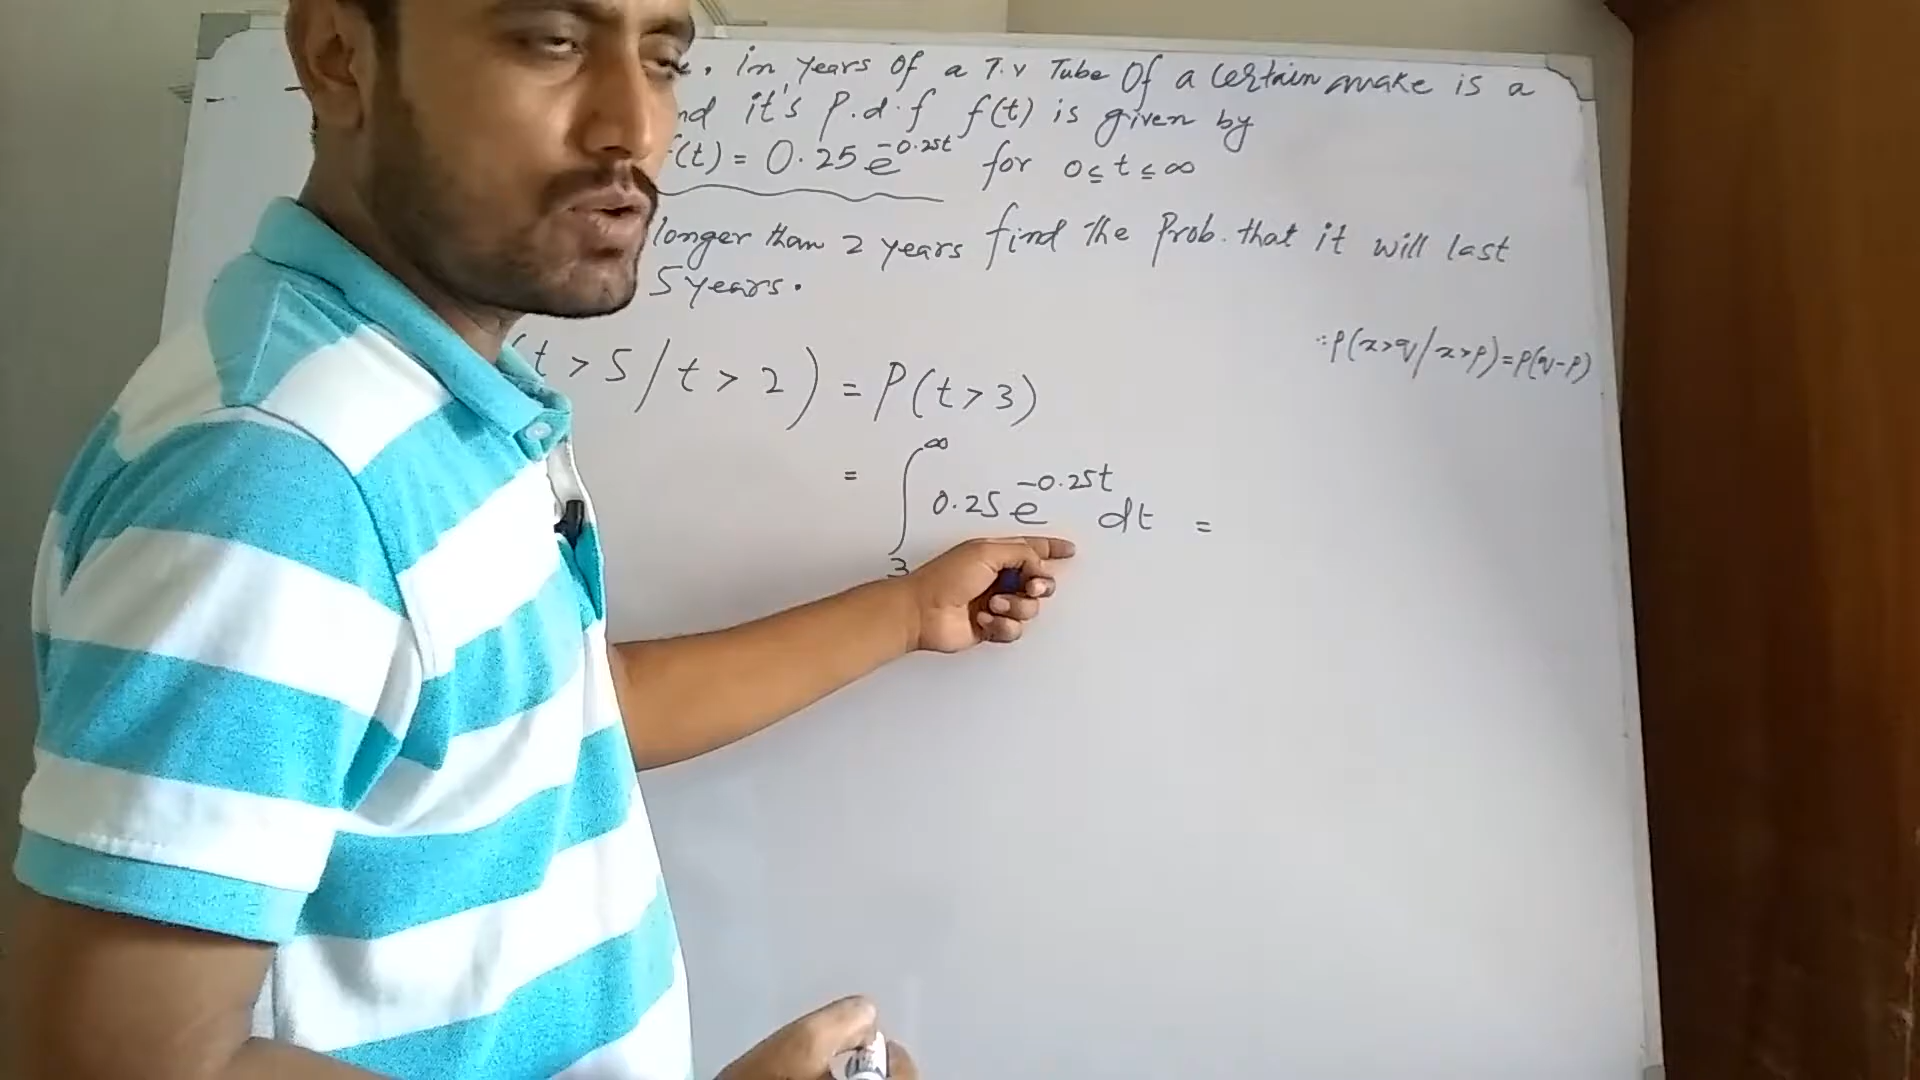 in years of a T.V Tube Of a Certain make is a
it's P.d.f f(t) is given by
(t) = 0.25 e^-0.25t for 0 ≤ t ≤ ∞
longer than 2 years find the Prob. that it will last
5 years.
∵ P(x>q/x>p)=P(q-p)
(t > 5 / t > 2) = P(t > 3)
= ∫_3^∞ 0.25 e^-0.25t dt =